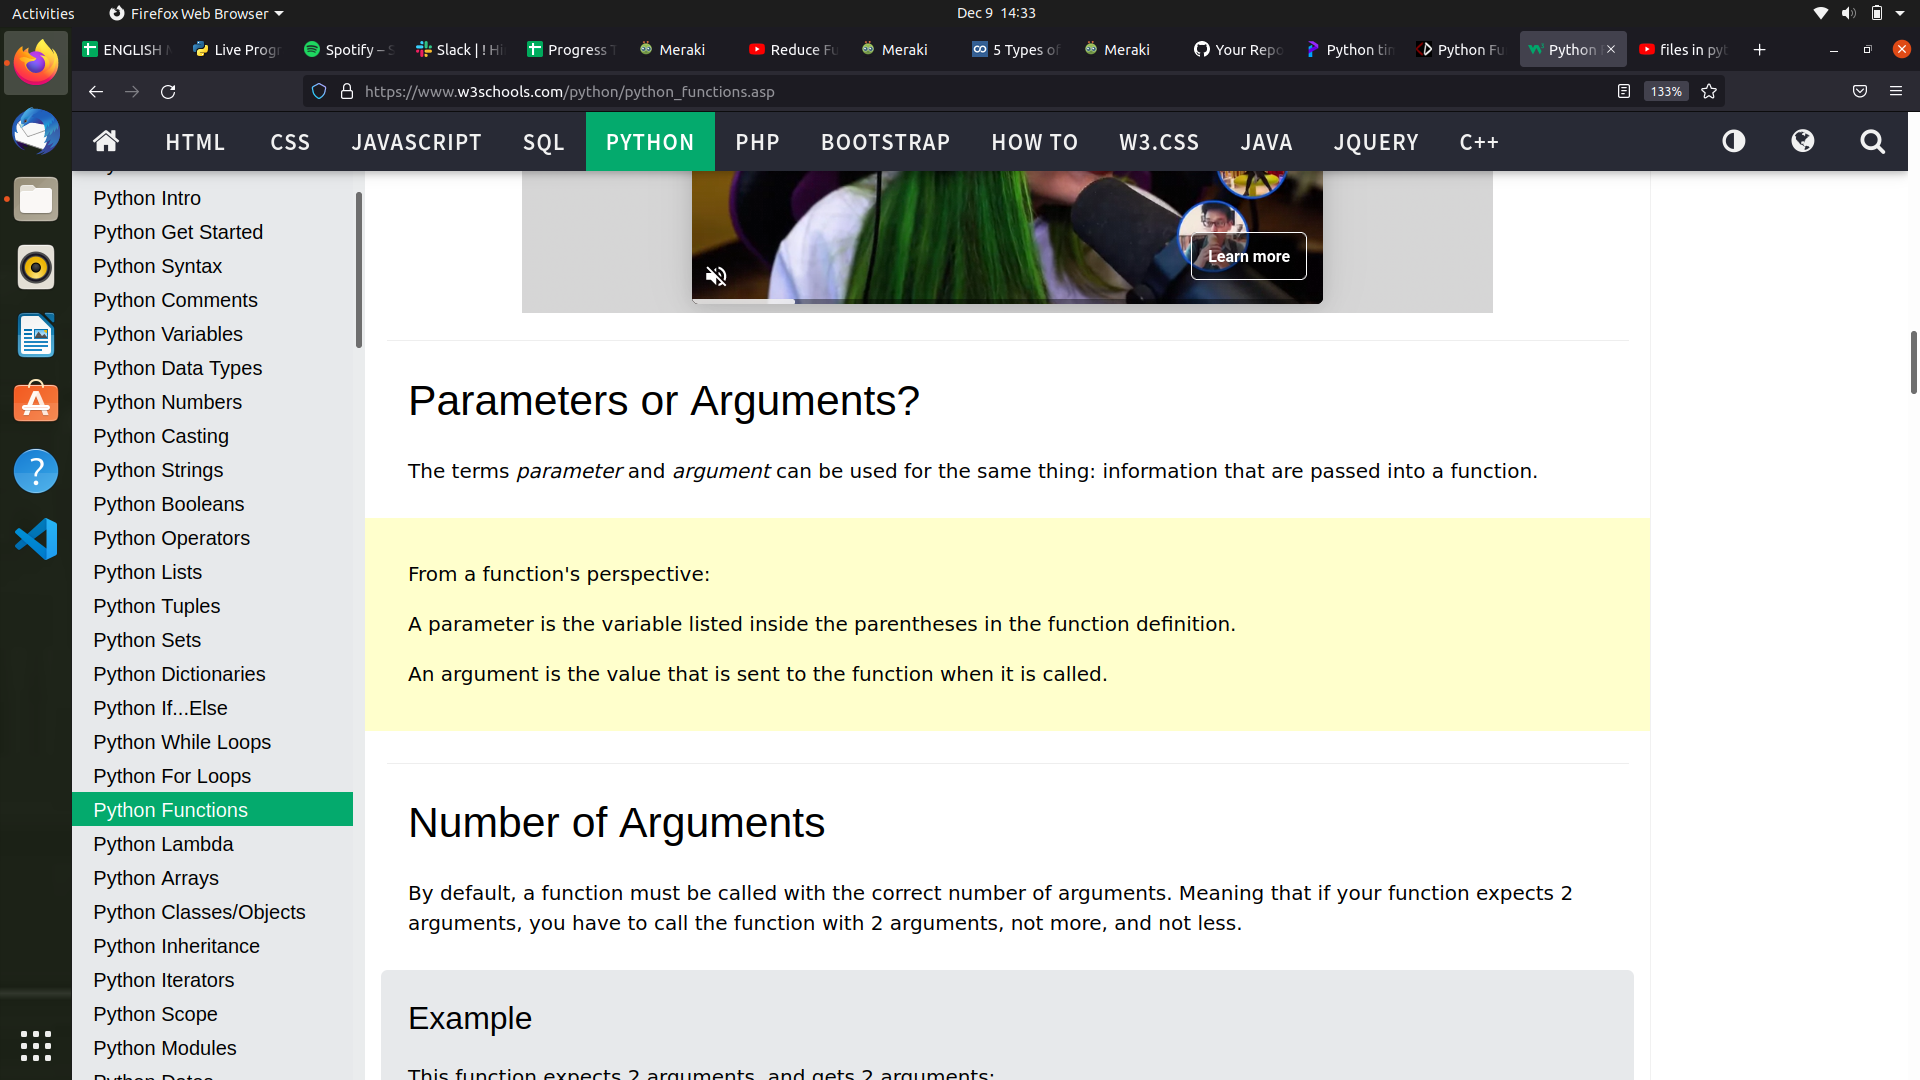 Activities
Firefox Web Browser
Dec 9 14:33
ENGLISH
Live Progr
Spotify – S
Slack | ! Hi
Progress T
Meraki
Reduce Fu
Meraki
5 Types of
Meraki
Your Repo
Python tin
Python Fu
Python
files in pyt
https://www.w3schools.com/python/python_functions.asp
133%
HTML
CSS
JAVASCRIPT
SQL
PYTHON
PHP
BOOTSTRAP
HOW TO
W3.CSS
JAVA
JQUERY
C++
Python Intro
Python Get Started
Python Syntax
Python Comments
Python Variables
Python Data Types
Python Numbers
Python Casting
Python Strings
Python Booleans
Python Operators
Python Lists
Python Tuples
Python Sets
Python Dictionaries
Python If...Else
Python While Loops
Python For Loops
Python Functions
Python Lambda
Python Arrays
Python Classes/Objects
Python Inheritance
Python Iterators
Python Scope
Python Modules
Python Dates
Learn more
Parameters or Arguments?
The terms parameter and argument can be used for the same thing: information that are passed into a function.
From a function's perspective:
A parameter is the variable listed inside the parentheses in the function definition.
An argument is the value that is sent to the function when it is called.
Number of Arguments
By default, a function must be called with the correct number of arguments. Meaning that if your function expects 2
arguments, you have to call the function with 2 arguments, not more, and not less.
Example
This function expects 2 arguments, and gets 2 arguments: